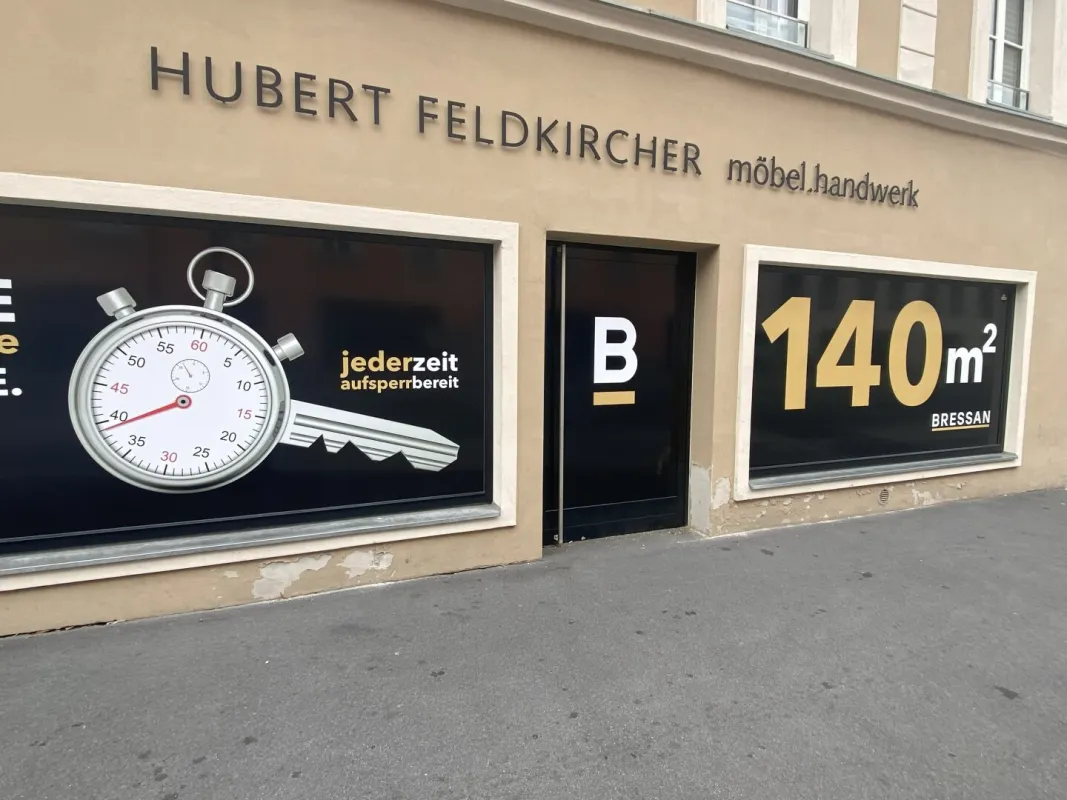 HUBERT FELDKIRCHER möbel.handwerk
jederzeit
aufsperrbereit
60
5
10
15
20
25
30
35
40
45
50
55
B
140m²
BRESSAN